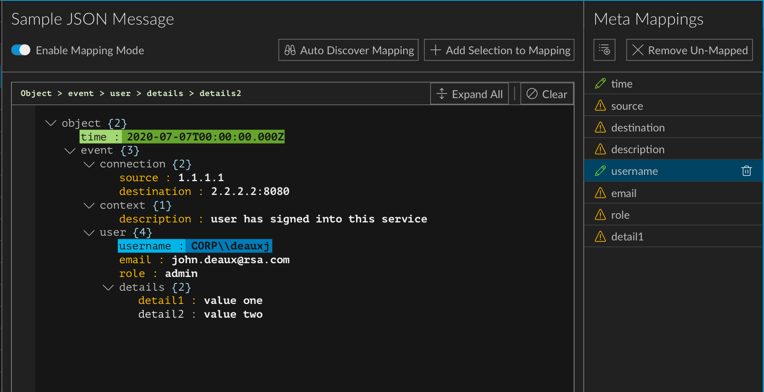 Sample JSON Message
Enable Mapping Mode
Auto Discover Mapping
Add Selection to Mapping
Object > event > user > details > details2
Expand All
Clear
object {2}
time : 2020-07-07T00:00:00.000Z
event {3}
connection {2}
source : 1.1.1.1
destination : 2.2.2.2:8080
context {1}
description : user has signed into this service
user {4}
username : CORP\\deauxj
email : john.deaux@rsa.com
role : admin
details {2}
detail1 : value one
detail2 : value two
Meta Mappings
Remove Un-Mapped
time
source
destination
description
username
email
role
detail1